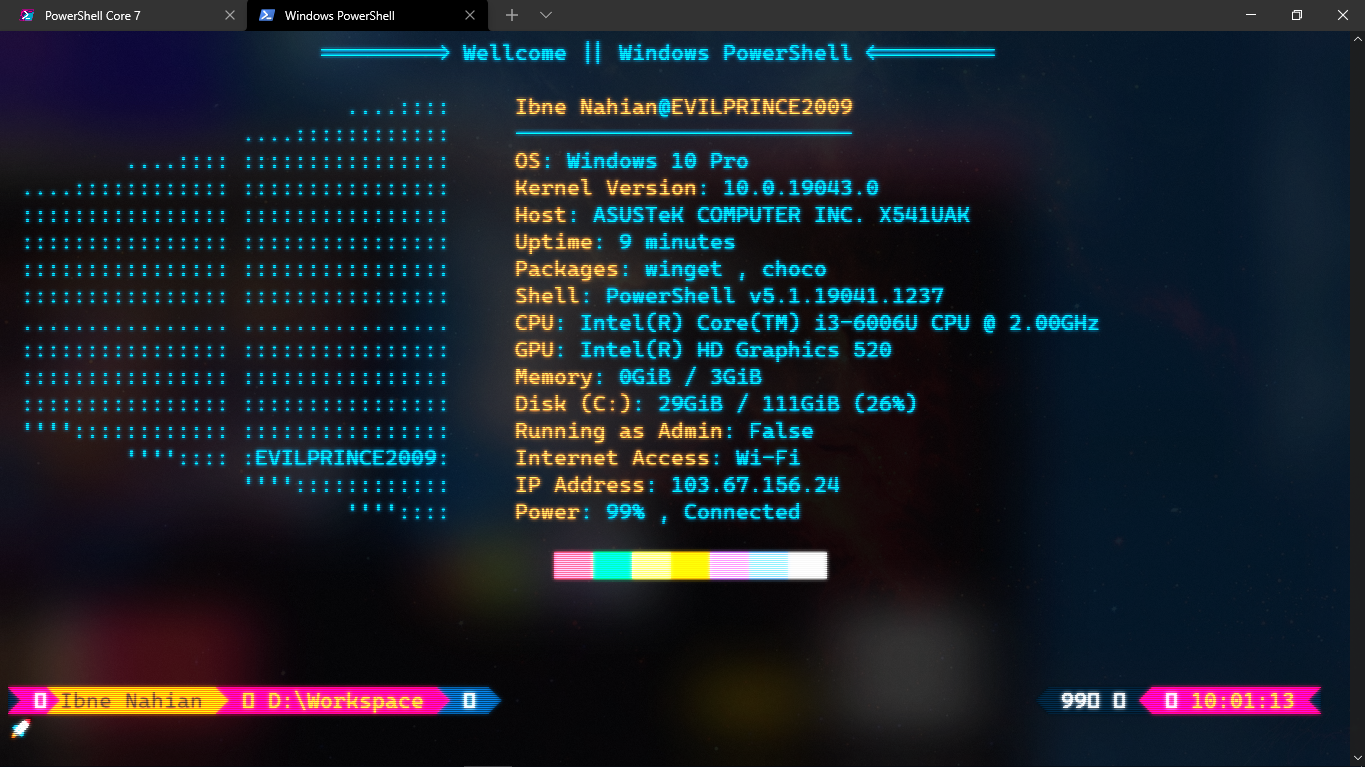 PowerShell Core 7
Windows PowerShell
═════════> Wellcome || Windows PowerShell <═════════
Ibne Nahian@EVILPRINCE2009
OS: Windows 10 Pro
Kernel Version: 10.0.19043.0
Host: ASUSTeK COMPUTER INC. X541UAK
Uptime: 9 minutes
Packages: winget , choco
Shell: PowerShell v5.1.19041.1237
CPU: Intel(R) Core(TM) i3-6006U CPU @ 2.00GHz
GPU: Intel(R) HD Graphics 520
Memory: 0GiB / 3GiB
Disk (C:): 29GiB / 111GiB (26%)
Running as Admin: False
:EVILPRINCE2009:
Internet Access: Wi-Fi
IP Address: 103.67.156.24
Power: 99% , Connected
Ibne Nahian D:\Workspace
99 10:01:13